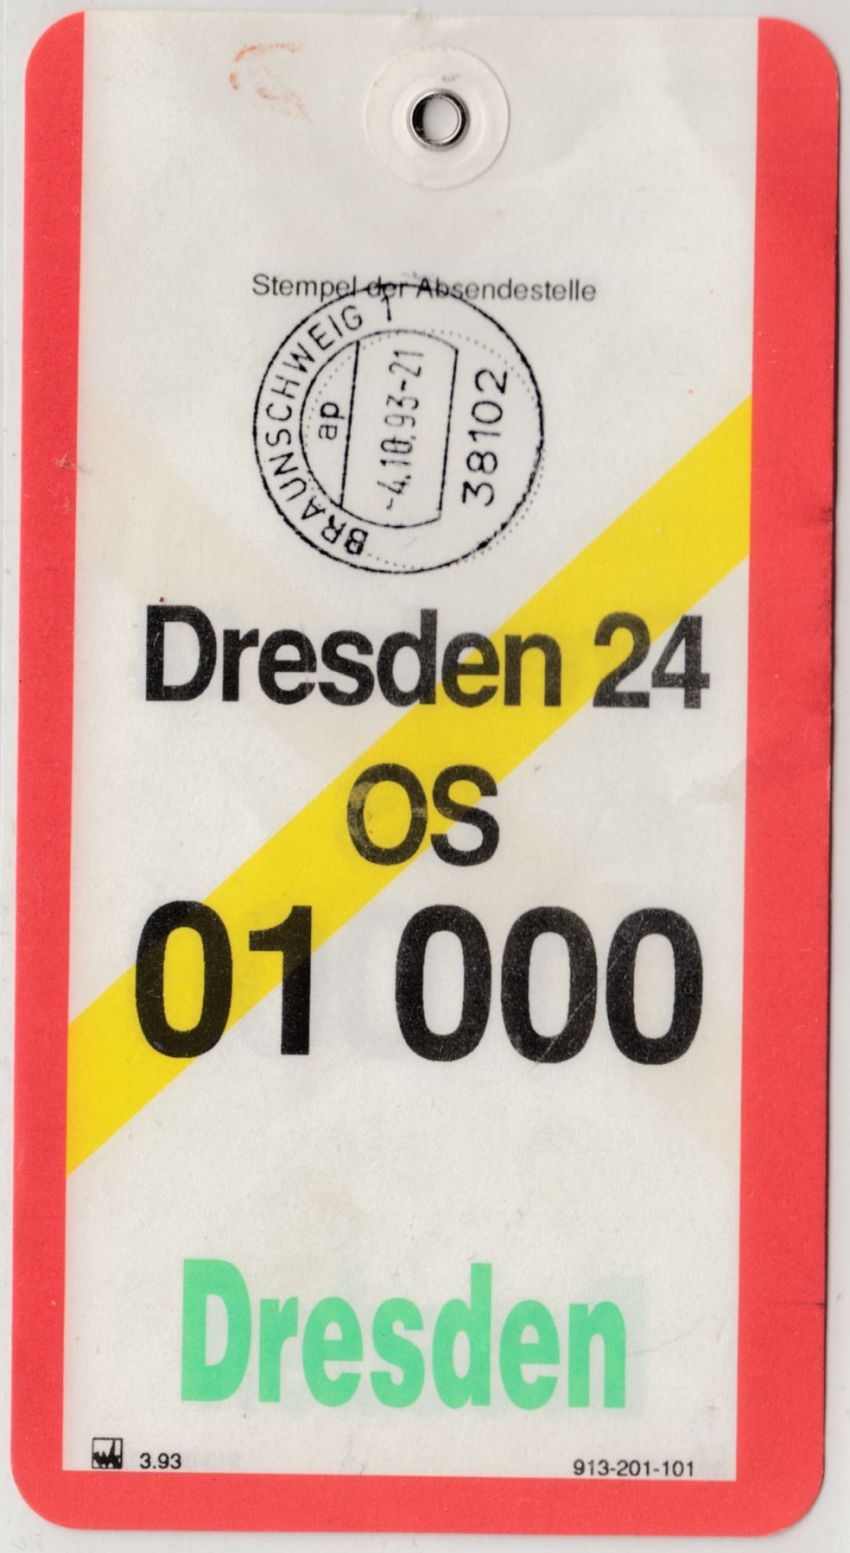 Stempel der Absendestelle
BRAUNSCHWEIG 1
ap
-4.10.93-21
38102
Dresden 24
OS
01 000
Dresden
3.93
913-201-101